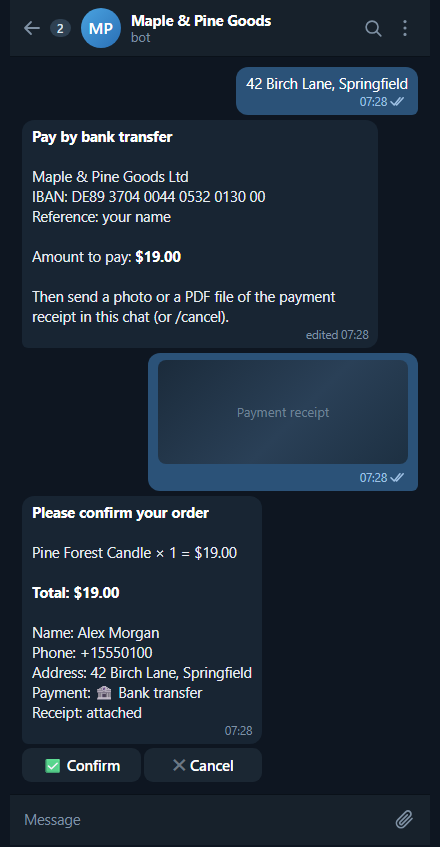 2
MP
Maple & Pine Goods
bot
42 Birch Lane, Springfield
07:28
Pay by bank transfer
Maple & Pine Goods Ltd
IBAN: DE89 3704 0044 0532 0130 00
Reference: your name
Amount to pay: $19.00
Then send a photo or a PDF file of the payment
receipt in this chat (or /cancel).
edited 07:28
Payment receipt
07:28
Please confirm your order
Pine Forest Candle × 1 = $19.00
Total: $19.00
Name: Alex Morgan
Phone: +15550100
Address: 42 Birch Lane, Springfield
Payment: 🏦 Bank transfer
Receipt: attached
07:28
✅ Confirm
✕ Cancel
Message